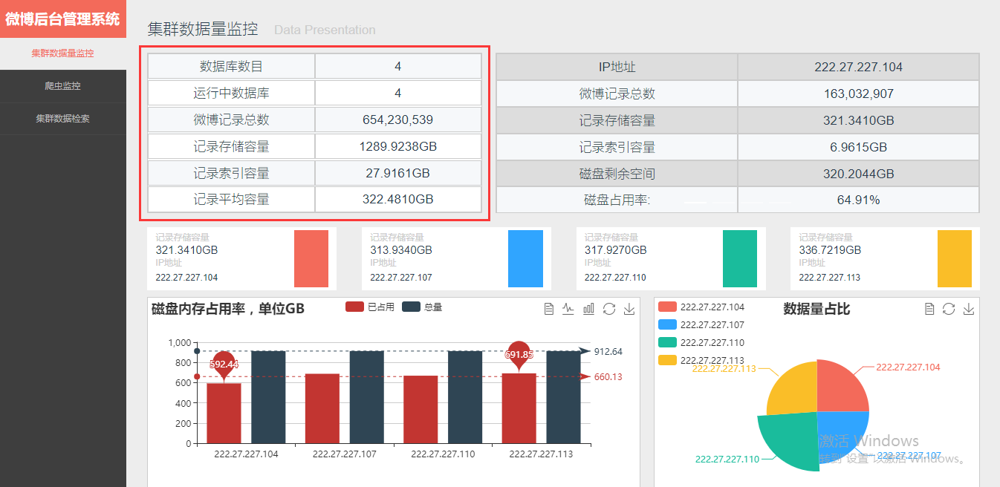 微博后台管理系统
集群数据量监控
爬虫监控
集群数据检索
集群数据量监控 Data Presentation
数据库数目 4
运行中数据库 4
微博记录总数 654,230,539
记录存储容量 1289.9238GB
记录索引容量 27.9161GB
记录平均容量 322.4810GB
IP地址 222.27.227.104
微博记录总数 163,032,907
记录存储容量 321.3410GB
记录索引容量 6.9615GB
磁盘剩余空间 320.2044GB
磁盘占用率: 64.91%
记录存储容量
321.3410GB
IP地址
222.27.227.104
记录存储容量
313.9340GB
IP地址
222.27.227.107
记录存储容量
317.9270GB
IP地址
222.27.227.110
记录存储容量
336.7219GB
IP地址
222.27.227.113
磁盘内存占用率，单位GB
已占用 总量
1,000
800
600
400
200
0
592.44
691.85
912.64
660.13
222.27.227.104 222.27.227.107 222.27.227.110 222.27.227.113
数据量占比
222.27.227.104
222.27.227.107
222.27.227.110
222.27.227.113
222.27.227.113
222.27.227.104
222.27.227.110
222.27.227.107
激活 Windows
转到"设置"以激活 Windows。